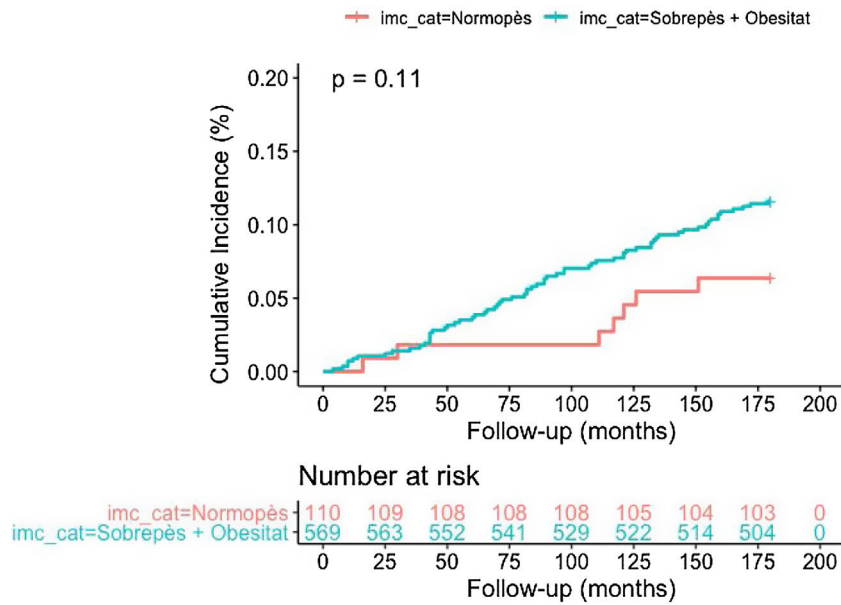 imc_cat=Normopès imc_cat=Sobrepès + Obesitat
p = 0.11
Cumulative Incidence (%)
0.20
0.15
0.10
0.05
0.00
0 25 50 75 100 125 150 175 200
Follow-up (months)
Number at risk
imc_cat=Normopès 110 109 108 108 108 105 104 103 0
imc_cat=Sobrepès + Obesitat 569 563 552 541 529 522 514 504 0
0 25 50 75 100 125 150 175 200
Follow-up (months)